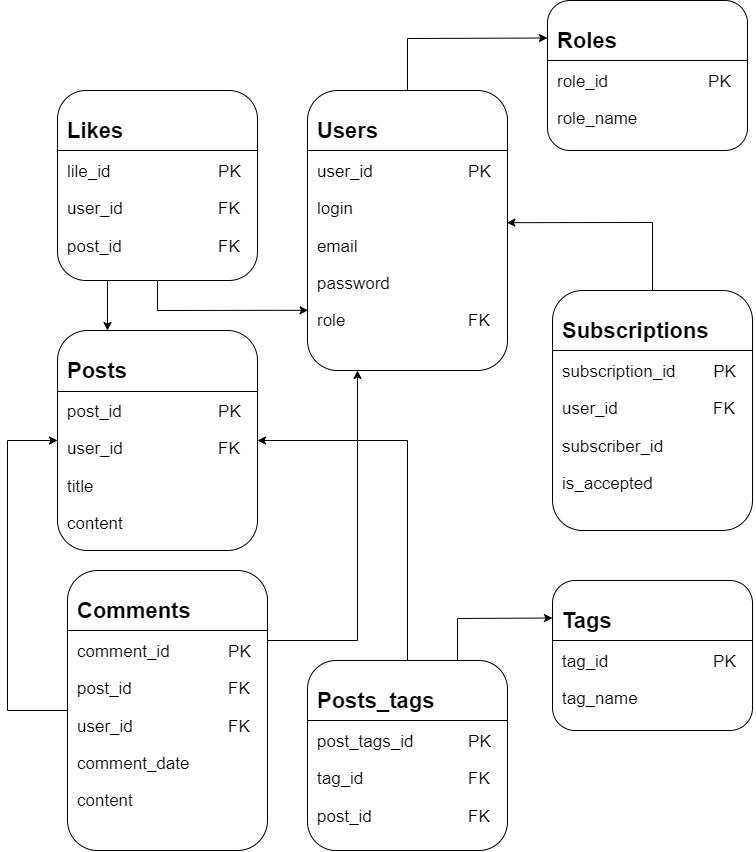 Roles
role_id PK
role_name
Likes
lile_id PK
user_id FK
post_id FK
Users
user_id PK
login
email
password
role FK
Subscriptions
subscription_id PK
user_id FK
subscriber_id
is_accepted
Posts
post_id PK
user_id FK
title
content
Comments
comment_id PK
post_id FK
user_id FK
comment_date
content
Posts_tags
post_tags_id PK
tag_id FK
post_id FK
Tags
tag_id PK
tag_name